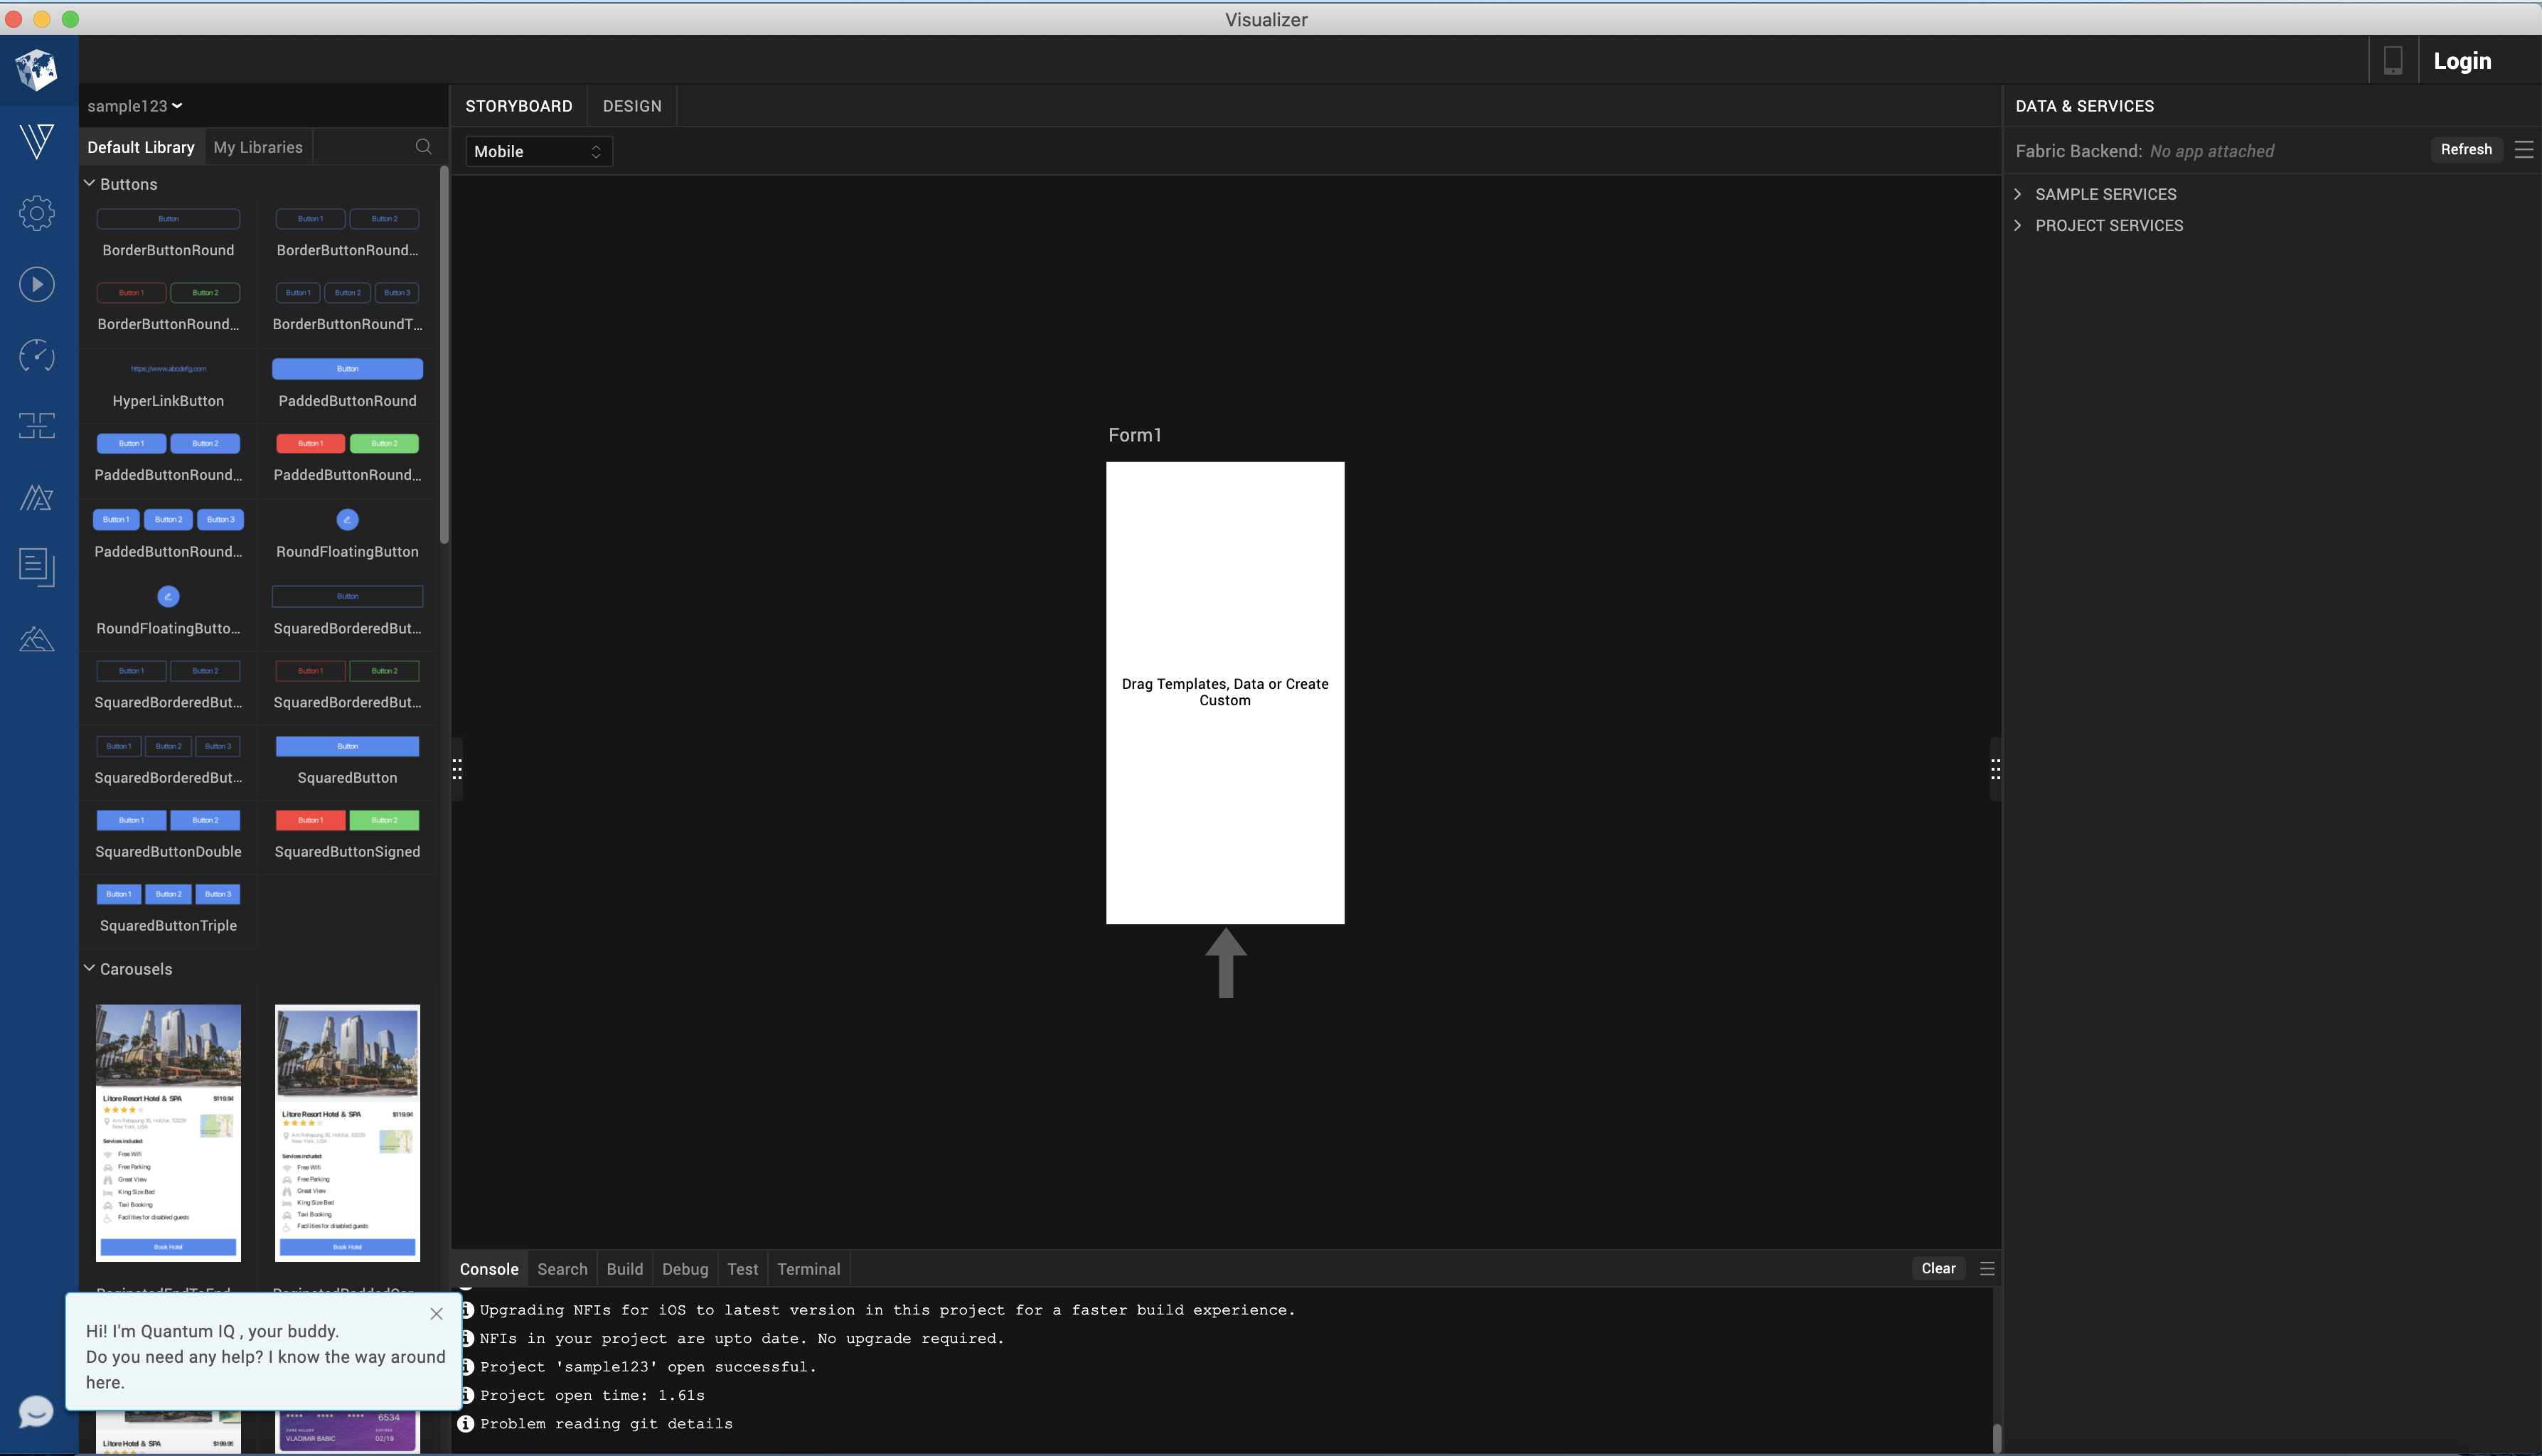 Visualizer
Login
sample123
Default Library My Libraries
Buttons
Button
BorderButtonRound
Button 1 Button 2
BorderButtonRound...
Button 1 Button 2
BorderButtonRound...
Button 1 Button 2 Button 3
BorderButtonRoundT...
https://www.abcdefg.com
HyperLinkButton
Button
PaddedButtonRound
Button 1 Button 2
PaddedButtonRound...
Button 1 Button 2
PaddedButtonRound...
Button 1 Button 2 Button 3
PaddedButtonRound...
RoundFloatingButton
RoundFloatingButto...
Button
SquaredBorderedBut...
Button 1 Button 2
SquaredBorderedBut...
Button 1 Button 2
SquaredBorderedBut...
Button 1 Button 2 Button 3
SquaredBorderedBut...
Button
SquaredButton
Button 1 Button 2
SquaredButtonDouble
Button 1 Button 2
SquaredButtonSigned
Button 1 Button 2 Button 3
SquaredButtonTriple
Carousels
Litore Resort Hotel & SPA $119.94
New York, USA
Services included:
Free Wifi
Free Parking
Great View
King Size Bed
Taxi Booking
Facilities for disabled guests
Book Hotel
Litore Resort Hotel & SPA $119.94
New York, USA
Services included:
Free Wifi
Free Parking
Great View
King Size Bed
Taxi Booking
Facilities for disabled guests
Book Hotel
Hi! I'm Quantum IQ , your buddy.
Do you need any help? I know the way around
here.
Litore Hotel & SPA
**** **** **** 6534
VLADIMIR BABIC 02/19
STORYBOARD DESIGN
Mobile
Form1
Drag Templates, Data or Create
Custom
Console Search Build Debug Test Terminal Clear
Upgrading NFIs for iOS to latest version in this project for a faster build experience.
NFIs in your project are upto date. No upgrade required.
Project 'sample123' open successful.
Project open time: 1.61s
Problem reading git details
DATA & SERVICES
Fabric Backend: No app attached Refresh
SAMPLE SERVICES
PROJECT SERVICES